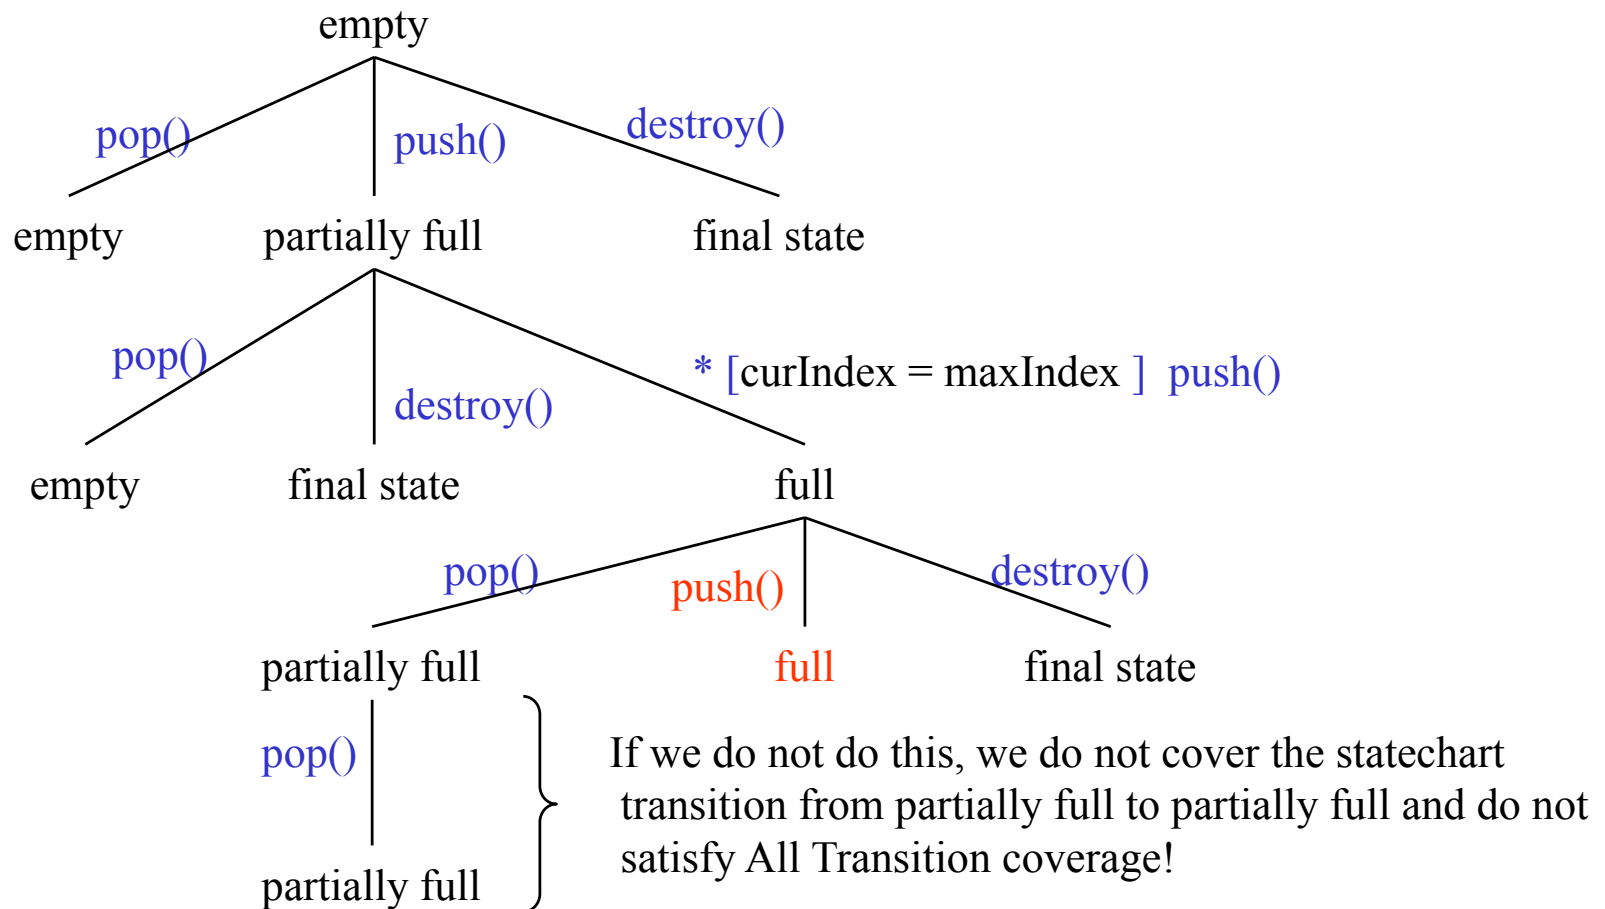 empty
pop() push() destroy()
empty partially full final state
pop() destroy() * [curIndex = maxIndex ] push()
empty final state full
pop() push() destroy()
partially full full final state
pop()
partially full
If we do not do this, we do not cover the statechart
transition from partially full to partially full and do not
satisfy All Transition coverage!